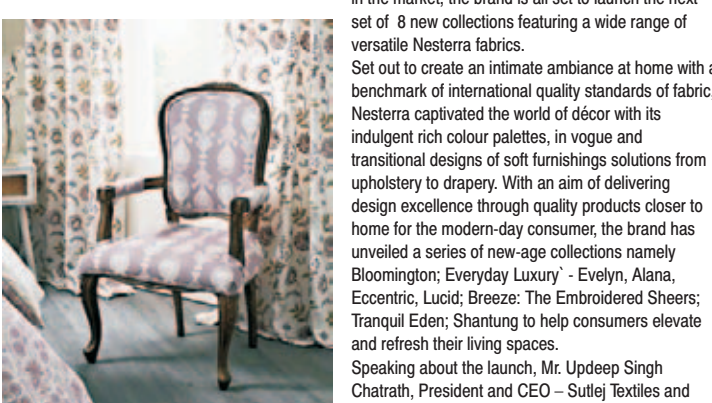 in the market, the brand is all set to launch the next
set of 8 new collections featuring a wide range of
versatile Nesterra fabrics.
Set out to create an intimate ambiance at home with a
benchmark of international quality standards of fabric,
Nesterra captivated the world of décor with its
indulgent rich colour palettes, in vogue and
transitional designs of soft furnishings solutions from
upholstery to drapery. With an aim of delivering
design excellence through quality products closer to
home for the modern-day consumer, the brand has
unveiled a series of new-age collections namely
Bloomington; Everyday Luxury` - Evelyn, Alana,
Eccentric, Lucid; Breeze: The Embroidered Sheers;
Tranquil Eden; Shantung to help consumers elevate
and refresh their living spaces.
Speaking about the launch, Mr. Updeep Singh
Chatrath, President and CEO – Sutlej Textiles and